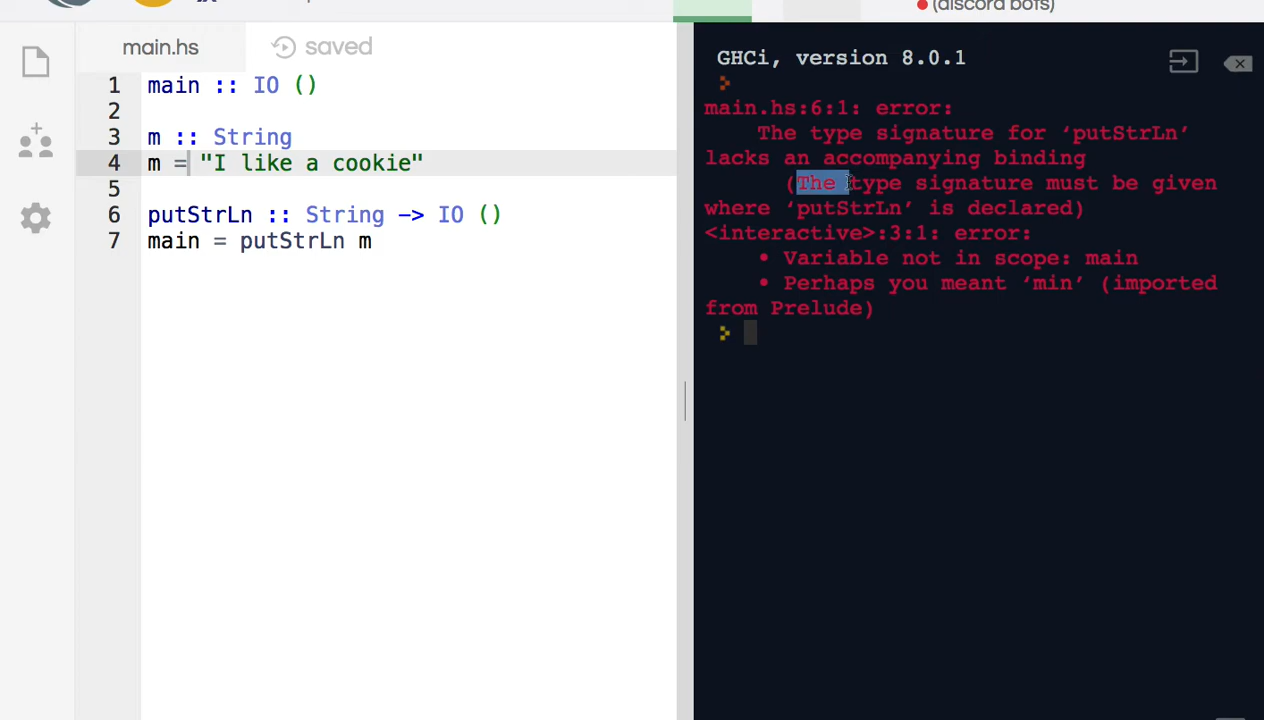 (discord bots)
main.hs
saved
1 main :: IO ()
2
3 m :: String
4 m = "I like a cookie"
5
6 putStrLn :: String -> IO ()
7 main = putStrLn m
GHCi, version 8.0.1
>
main.hs:6:1: error:
The type signature for ‘putStrLn’
lacks an accompanying binding
(The type signature must be given
where ‘putStrLn’ is declared)
<interactive>:3:1: error:
• Variable not in scope: main
• Perhaps you meant ‘min’ (imported
from Prelude)
>